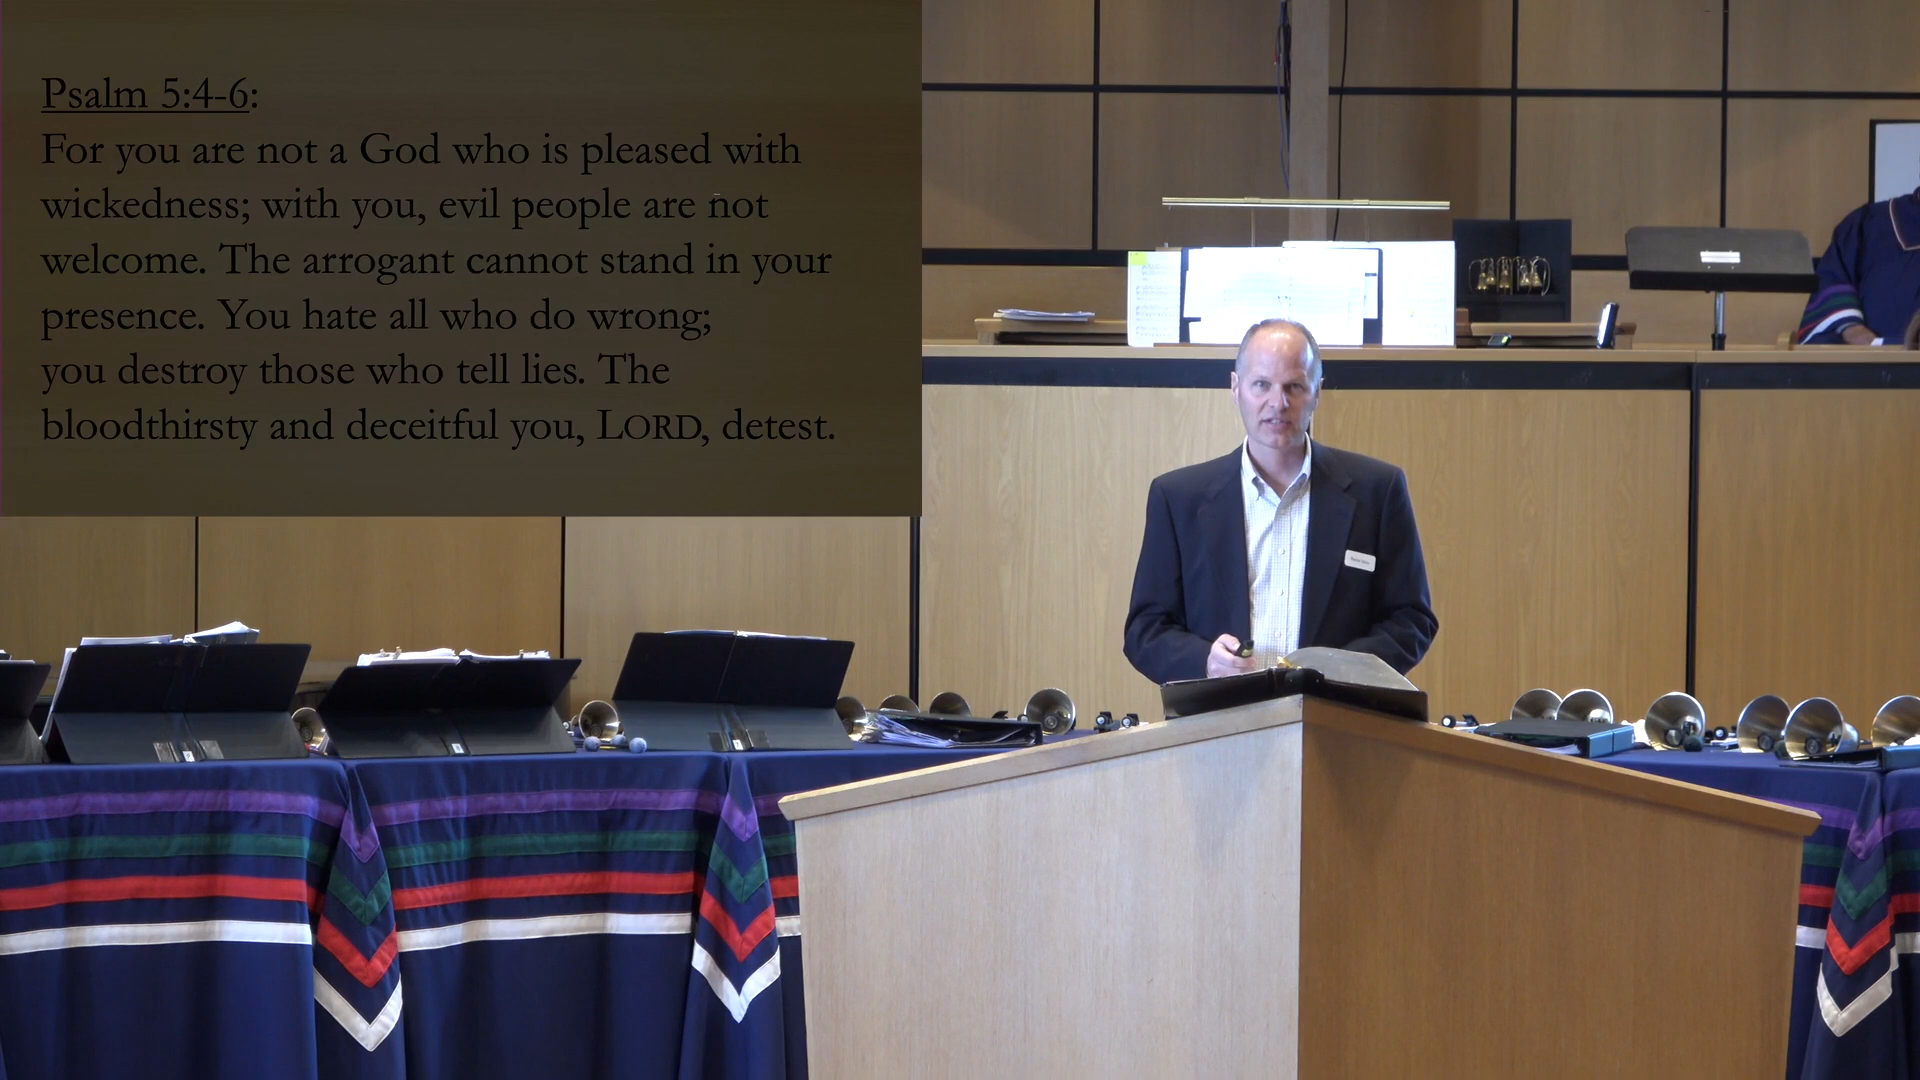 Psalm 5:4-6:
For you are not a God who is pleased with
wickedness; with you, evil people are not
welcome. The arrogant cannot stand in your
presence. You hate all who do wrong;
you destroy those who tell lies. The
bloodthirsty and deceitful you, LORD, detest.